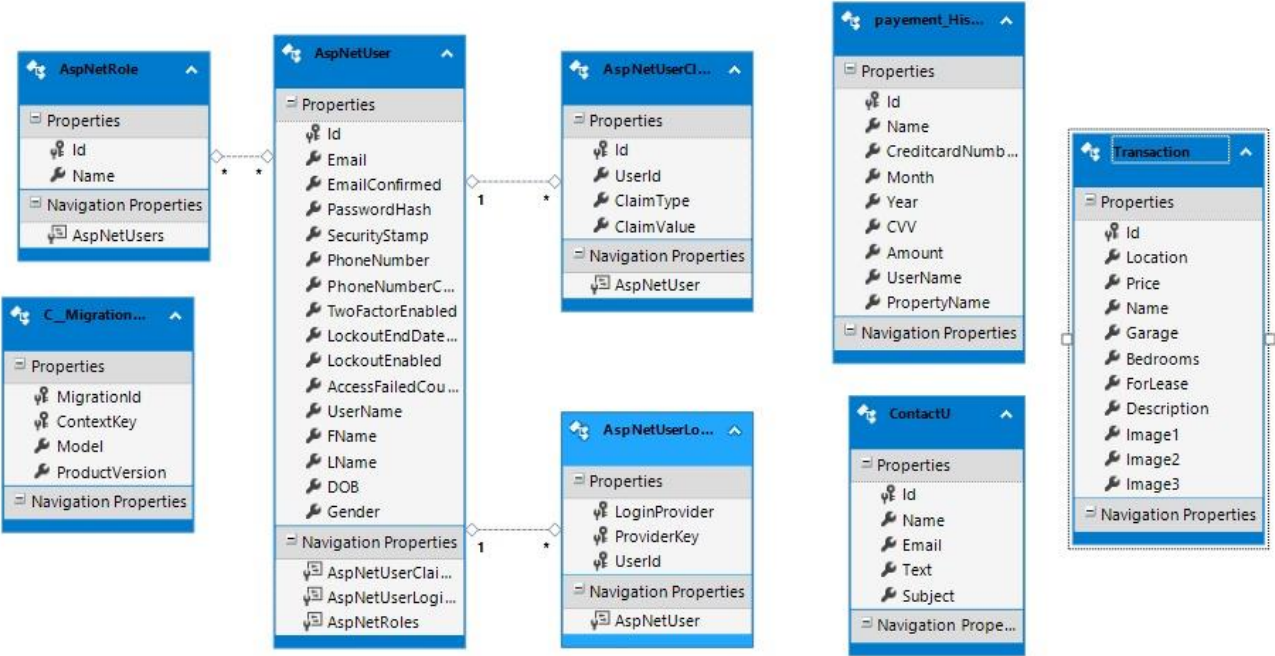 AspNetRole
Properties
Id
Name
Navigation Properties
AspNetUsers
C__Migration...
Properties
MigrationId
ContextKey
Model
ProductVersion
Navigation Properties
* *
AspNetUser
Properties
Id
Email
EmailConfirmed
PasswordHash
SecurityStamp
PhoneNumber
PhoneNumberC...
TwoFactorEnabled
LockoutEndDate...
LockoutEnabled
AccessFailedCou...
UserName
FName
LName
DOB
Gender
Navigation Properties
AspNetUserClai...
AspNetUserLogi...
AspNetRoles
1 *
1 *
AspNetUserCl...
Properties
Id
UserId
ClaimType
ClaimValue
Navigation Properties
AspNetUser
AspNetUserLo...
Properties
LoginProvider
ProviderKey
UserId
Navigation Properties
AspNetUser
payement_His...
Properties
Id
Name
CreditcardNumb...
Month
Year
CVV
Amount
UserName
PropertyName
Navigation Properties
ContactU
Properties
Id
Name
Email
Text
Subject
Navigation Prope...
Transaction
Properties
Id
Location
Price
Name
Garage
Bedrooms
ForLease
Description
Image1
Image2
Image3
Navigation Properties